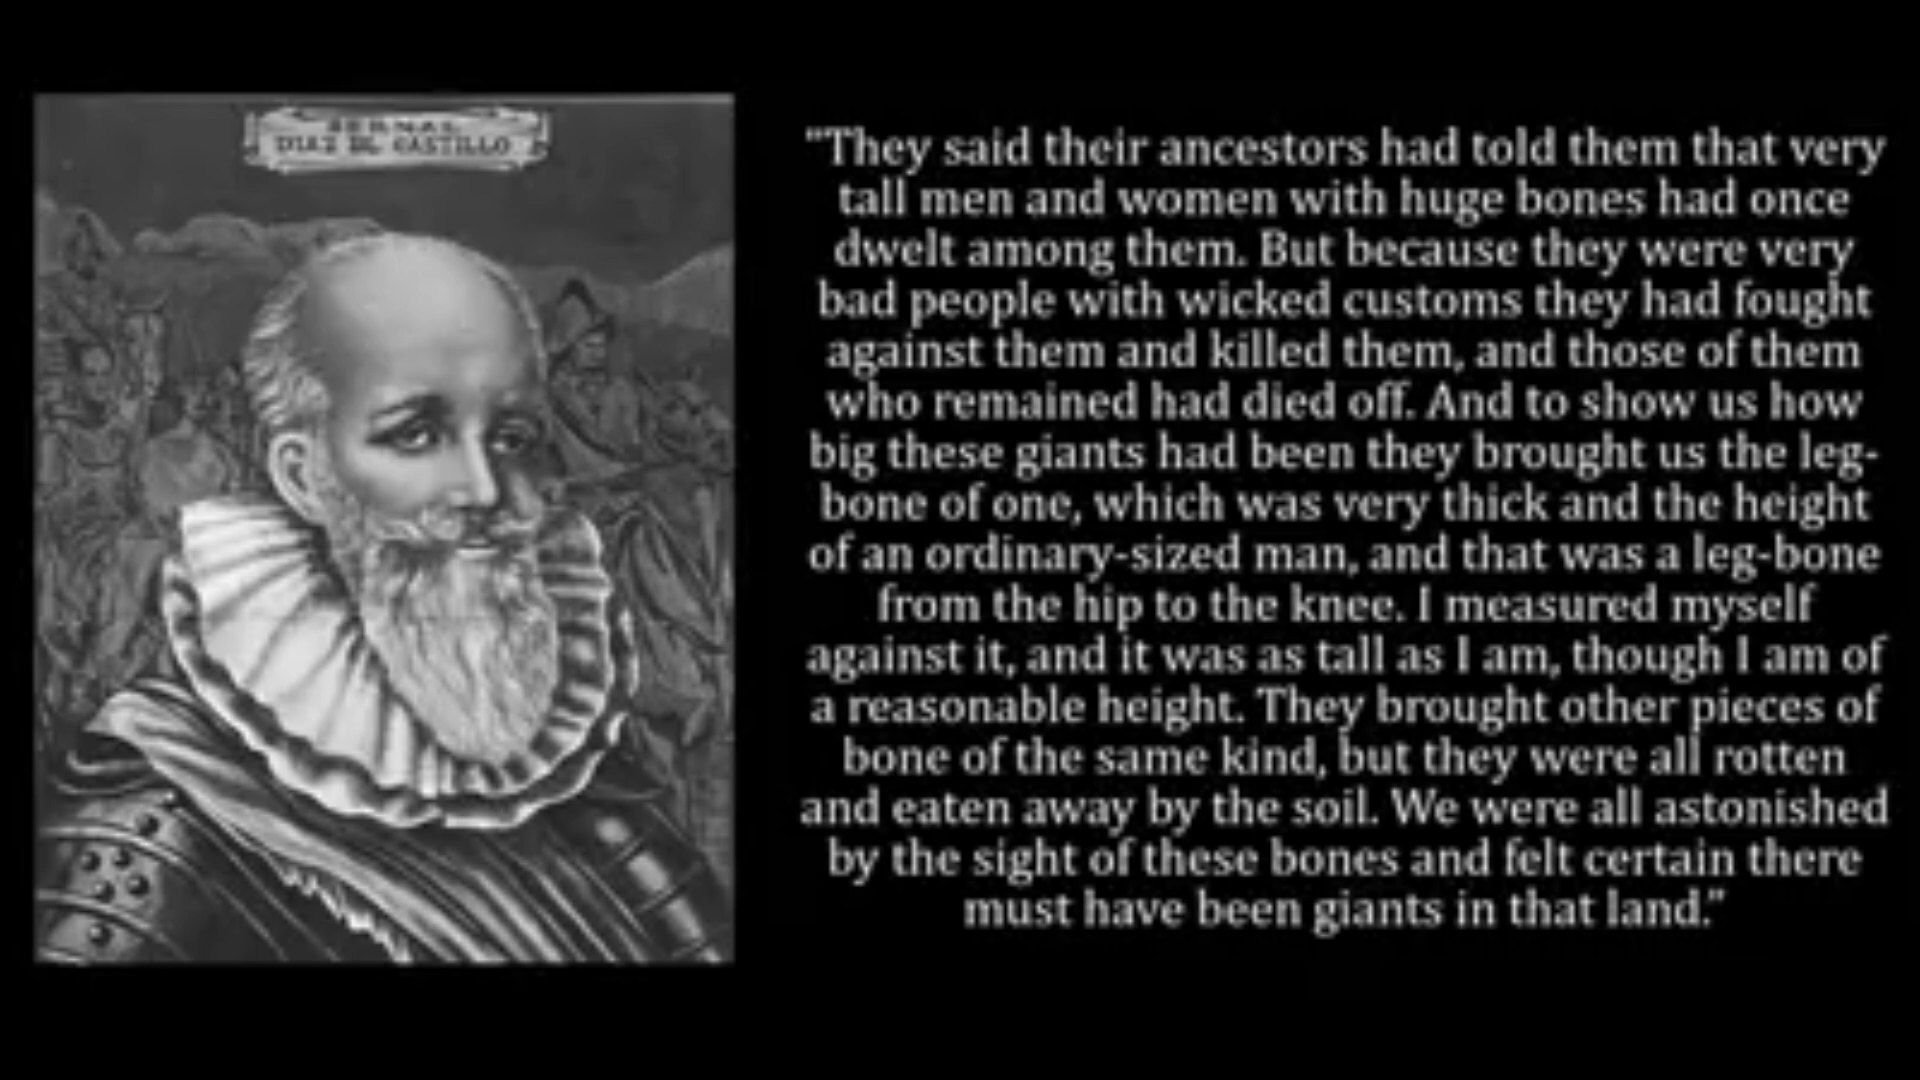 BERNAL
DIAZ DEL CASTILLO
"They said their ancestors had told them that very
tall men and women with huge bones had once
dwelt among them. But because they were very
bad people with wicked customs they had fought
against them and killed them, and those of them
who remained had died off. And to show us how
big these giants had been they brought us the leg-
bone of one, which was very thick and the height
of an ordinary-sized man, and that was a leg-bone
from the hip to the knee. I measured myself
against it, and it was as tall as I am, though I am of
a reasonable height. They brought other pieces of
bone of the same kind, but they were all rotten
and eaten away by the soil. We were all astonished
by the sight of these bones and felt certain there
must have been giants in that land."